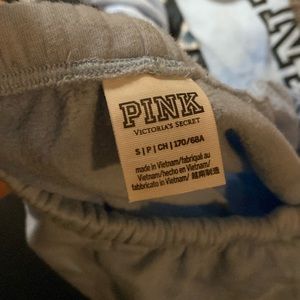 PINK
VICTORIA'S SECRET
S | P | CH | 170/68A
made in Vietnam/fabriqué au
Vietnam/hecho en Vietnam/
fabbricato in Vietnam/越南制造